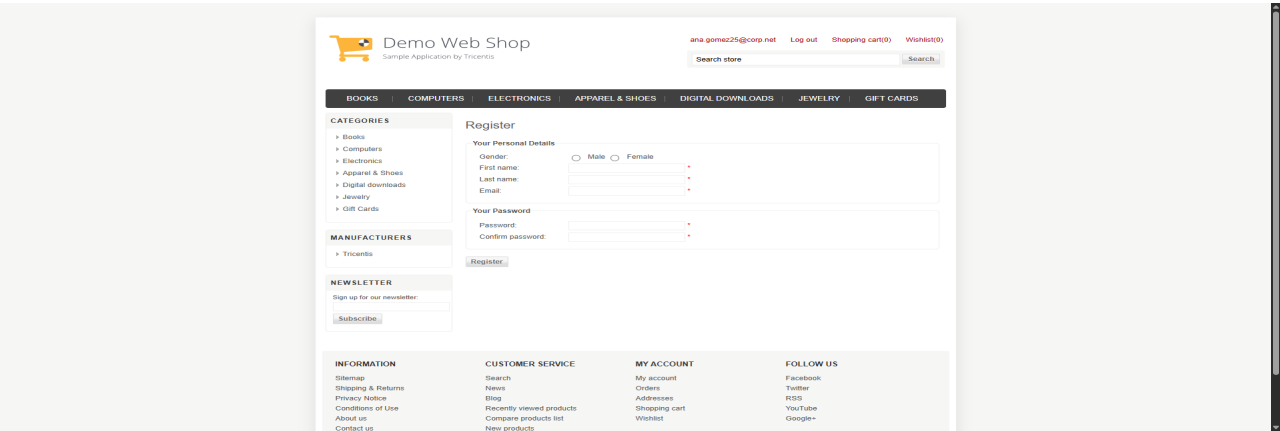 Demo Web Shop
Sample Application by Tricentis
ana.gomez25@corp.net Log out Shopping cart(0) Wishlist(0)
Search store Search
BOOKS COMPUTERS ELECTRONICS APPAREL & SHOES DIGITAL DOWNLOADS JEWELRY GIFT CARDS
CATEGORIES
Books
Computers
Electronics
Apparel & Shoes
Digital downloads
Jewelry
Gift Cards
MANUFACTURERS
Tricentis
NEWSLETTER
Sign up for our newsletter:
Subscribe
Register
Your Personal Details
Gender: Male Female
First name: *
Last name: *
Email: *
Your Password
Password: *
Confirm password: *
Register
INFORMATION
Sitemap
Shipping & Returns
Privacy Notice
Conditions of Use
About us
Contact us
CUSTOMER SERVICE
Search
News
Blog
Recently viewed products
Compare products list
New products
MY ACCOUNT
My account
Orders
Addresses
Shopping cart
Wishlist
FOLLOW US
Facebook
Twitter
RSS
YouTube
Google+